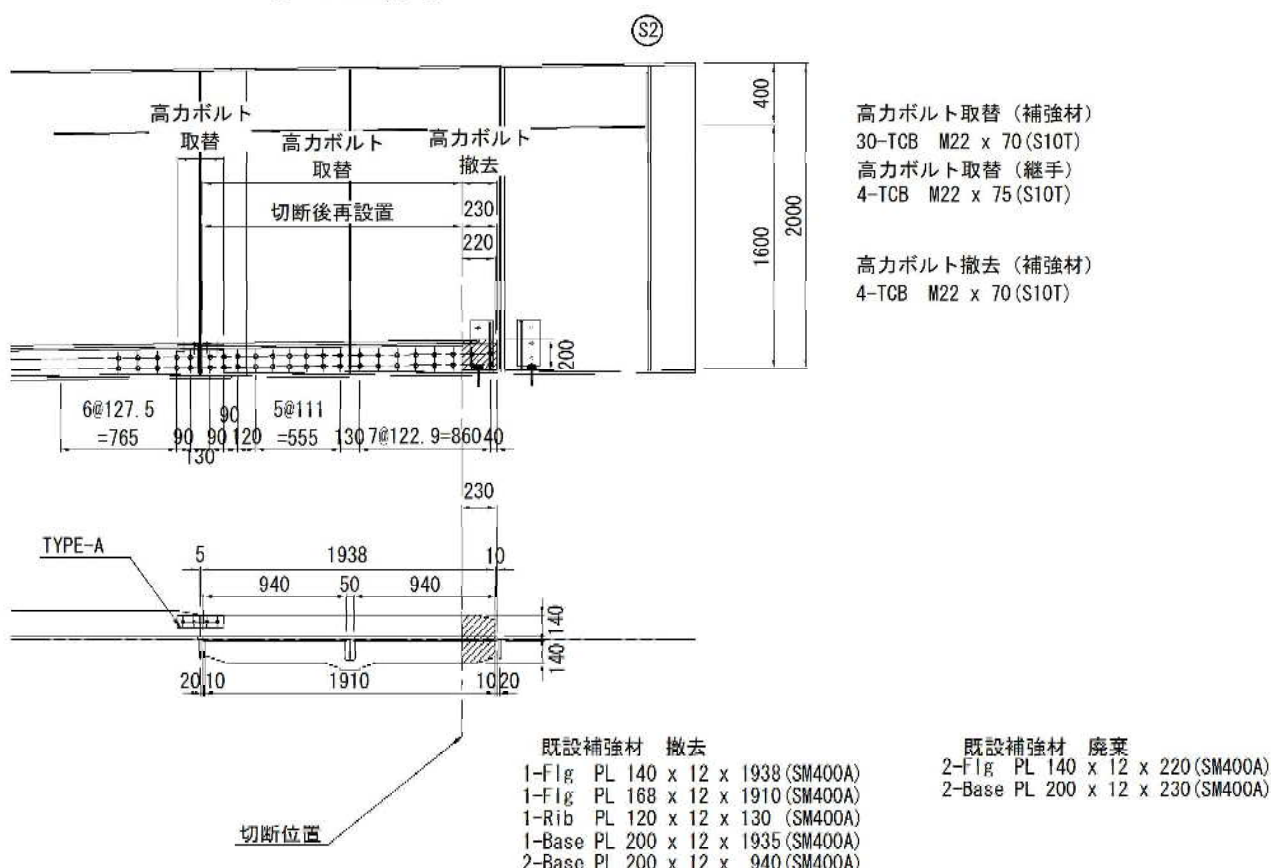 S2
高力ボルト
取替
高力ボルト
取替
高力ボルト
撤去
切断後再設置
230
220
400
1600
2000
200
高力ボルト取替（補強材）
30-TCB M22 x 70(S10T)
高力ボルト取替（継手）
4-TCB M22 x 75(S10T)
高力ボルト撤去（補強材）
4-TCB M22 x 70(S10T)
6@127.5
=765
90
130
90
90
120
5@111
=555
130
7@122.9=860
40
230
TYPE-A
5
1938
10
940
50
940
140
140
20
10
1910
10
20
切断位置
既設補強材 撤去
1-Flg PL 140 x 12 x 1938(SM400A)
1-Flg PL 168 x 12 x 1910(SM400A)
1-Rib PL 120 x 12 x 130 (SM400A)
1-Base PL 200 x 12 x 1935(SM400A)
2-Base PL 200 x 12 x 940(SM400A)
既設補強材 廃棄
2-Flg PL 140 x 12 x 220(SM400A)
2-Base PL 200 x 12 x 230(SM400A)